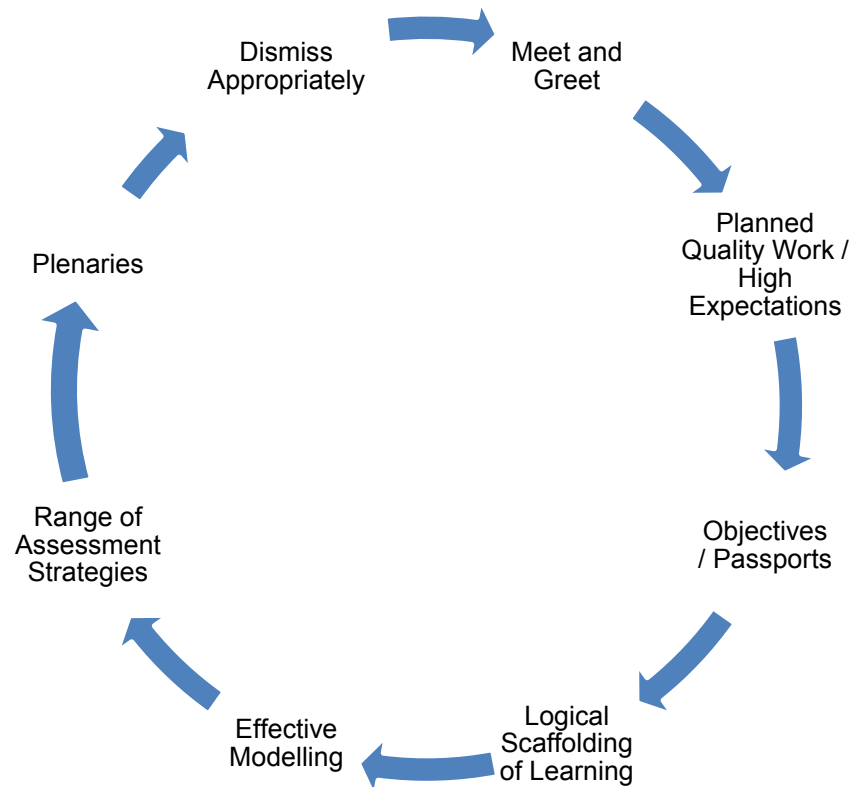 Dismiss
Appropriately
Meet and
Greet
Planned
Quality Work /
High
Expectations
Objectives
/ Passports
Logical
Scaffolding
of Learning
Effective
Modelling
Range of
Assessment
Strategies
Plenaries